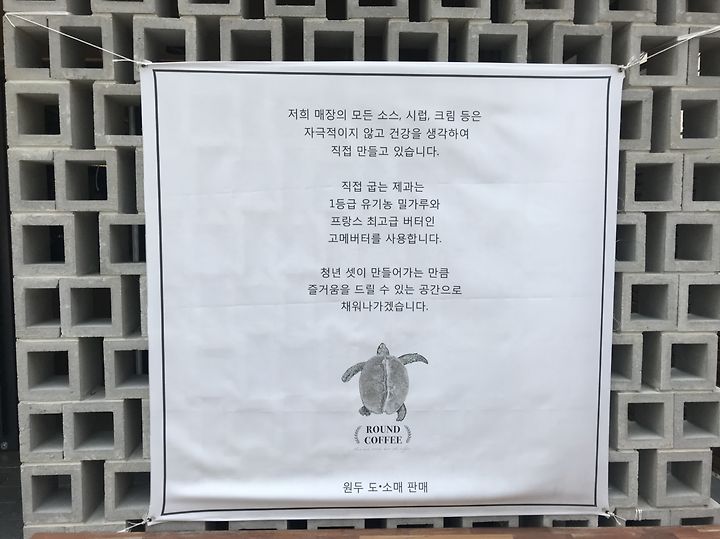 저희 매장의 모든 소스, 시럽, 크림 등은
자극적이지 않고 건강을 생각하여
직접 만들고 있습니다.
직접 굽는 제과는
1등급 유기농 밀가루와
프랑스 최고급 버터인
고메버터를 사용합니다.
청년 셋이 만들어가는 만큼
즐거움을 드릴 수 있는 공간으로
채워나가겠습니다.
ROUND
COFFEE
원두 도•소매 판매